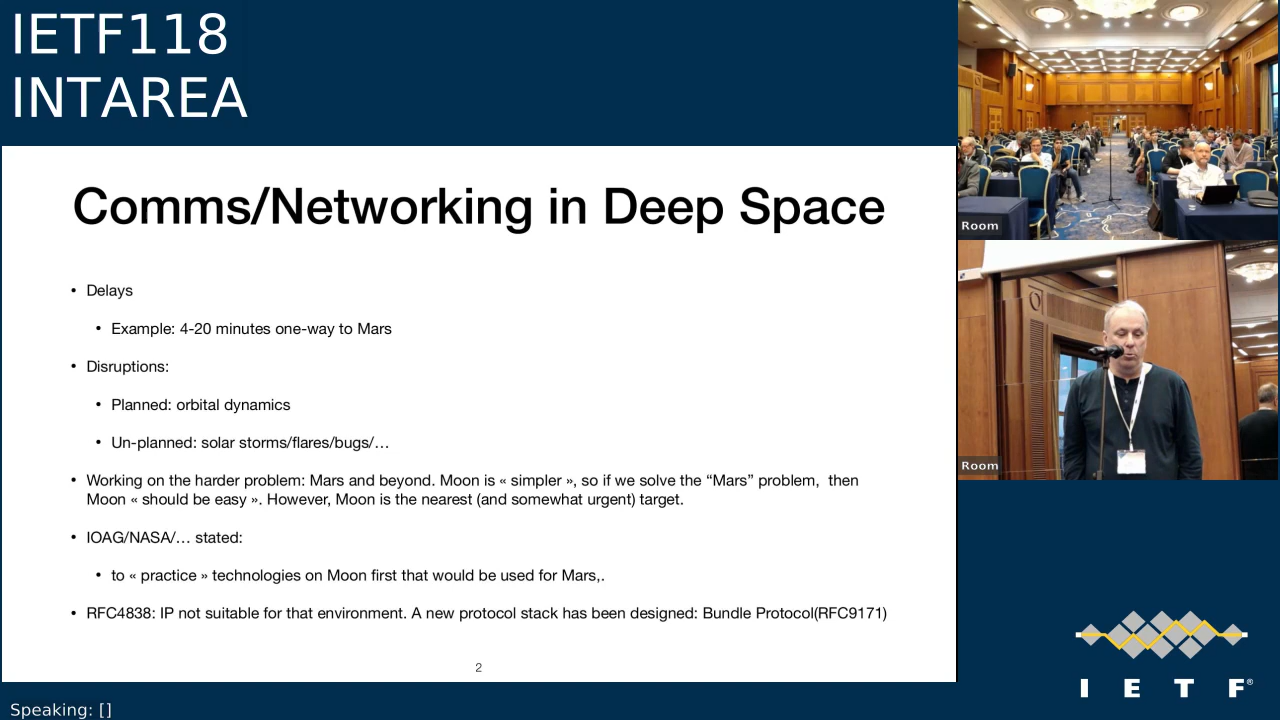 IETF118
INTAREA
Comms/Networking in Deep Space
• Delays
• Example: 4-20 minutes one-way to Mars
• Disruptions:
• Planned: orbital dynamics
• Un-planned: solar storms/flares/bugs/…
• Working on the harder problem: Mars and beyond. Moon is « simpler », so if we solve the “Mars” problem,  then
Moon « should be easy ». However, Moon is the nearest (and somewhat urgent) target.
• IOAG/NASA/… stated:
• to « practice » technologies on Moon first that would be used for Mars,.
• RFC4838: IP not suitable for that environment. A new protocol stack has been designed: Bundle Protocol(RFC9171)
2
Speaking: []
Room
Room
I E T F®